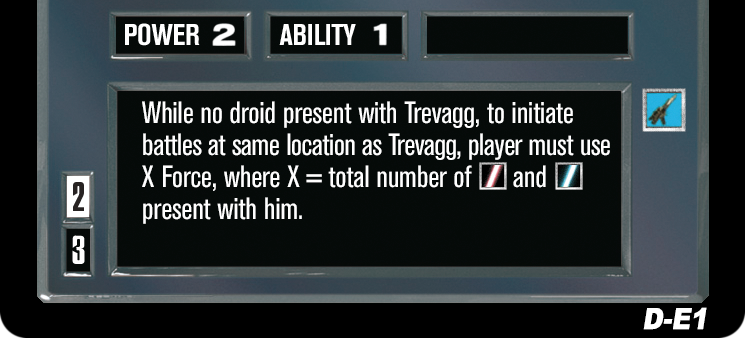 POWER 2 ABILITY 1
While no droid present with Trevagg, to initiate
battles at same location as Trevagg, player must use
X Force, where X = total number of and
present with him.
2
3
D-E1